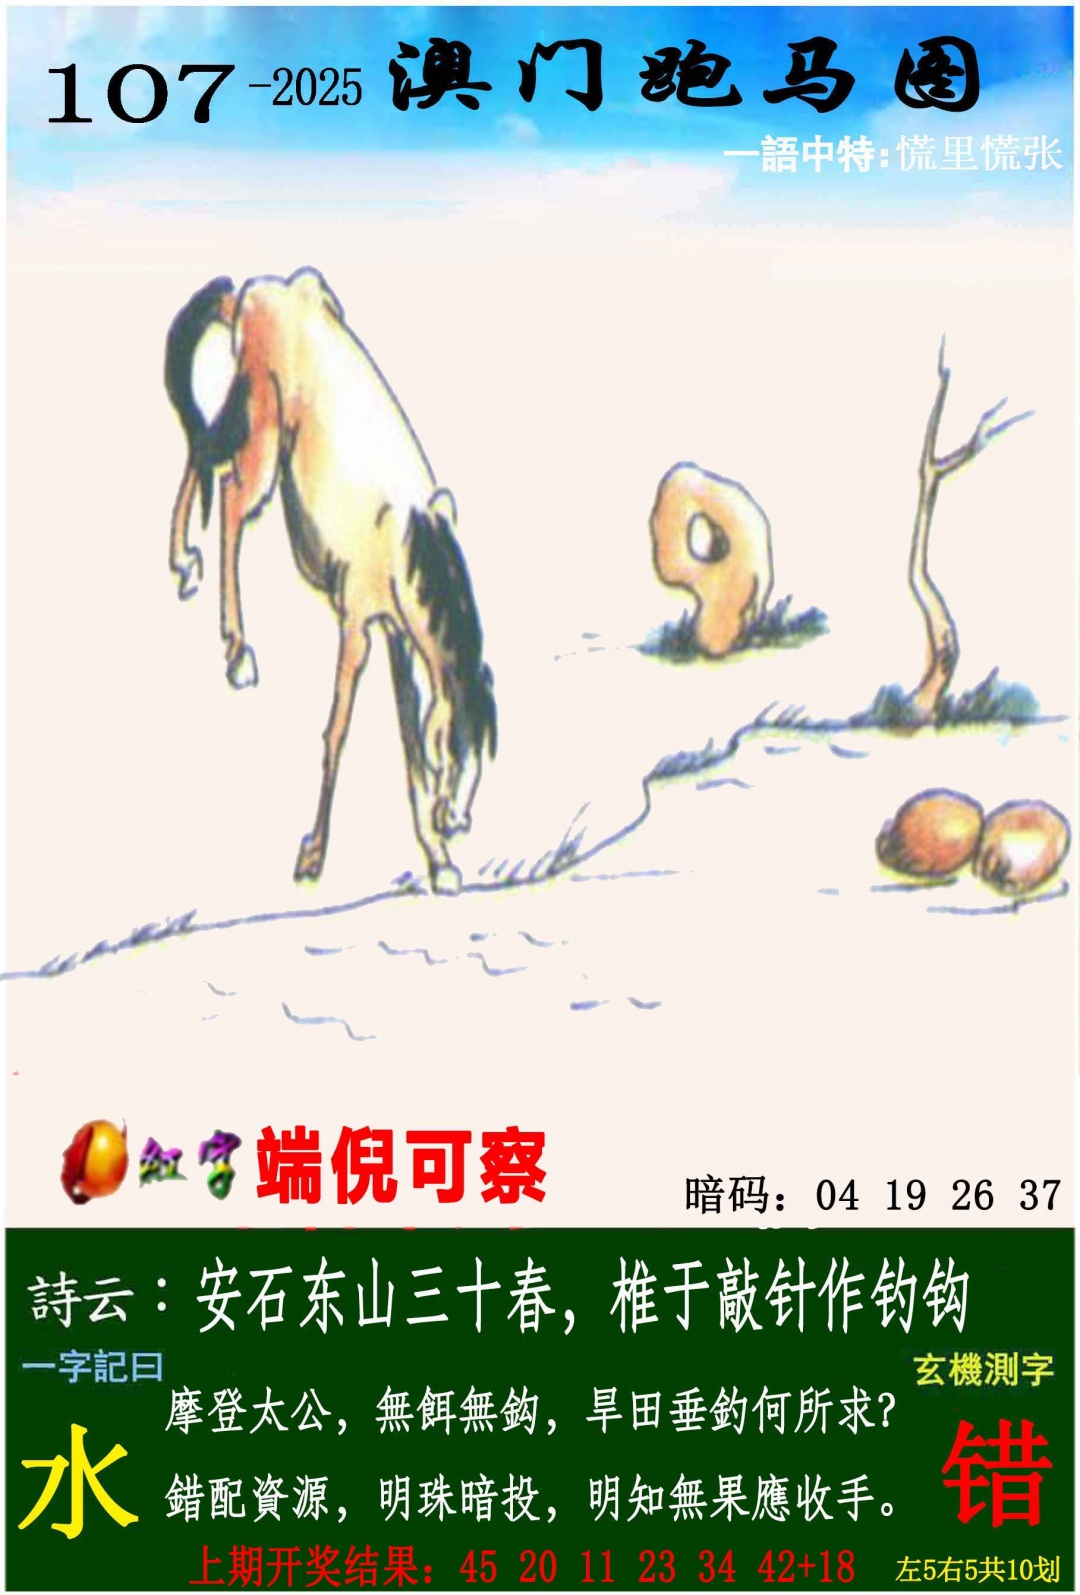 107-2025 澳门跑马图
一語中特:慌里慌张
红字 端倪可察
暗码: 04 19 26 37
詩云：安石东山三十春，椎于敲针作钓钩
一字記日
玄機測字
水
摩登太公，無餌無鈎，旱田垂釣何所求?
錯配資源，明珠暗投，明知無果應收手。
错
上期开奖结果: 45 20 11 23 34 42+18
左5右5共10划